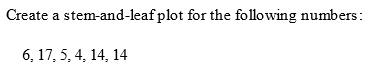 Create a stem-and-leaf plot for the following numbers:
6, 17, 5, 4, 14, 14